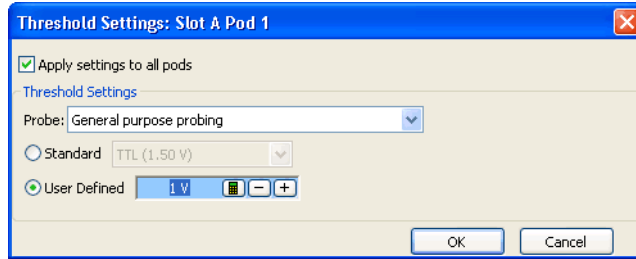 Threshold Settings: Slot A Pod 1
Apply settings to all pods
Threshold Settings
Probe: General purpose probing
Standard TTL (1.50 V)
User Defined 1 V
OK Cancel